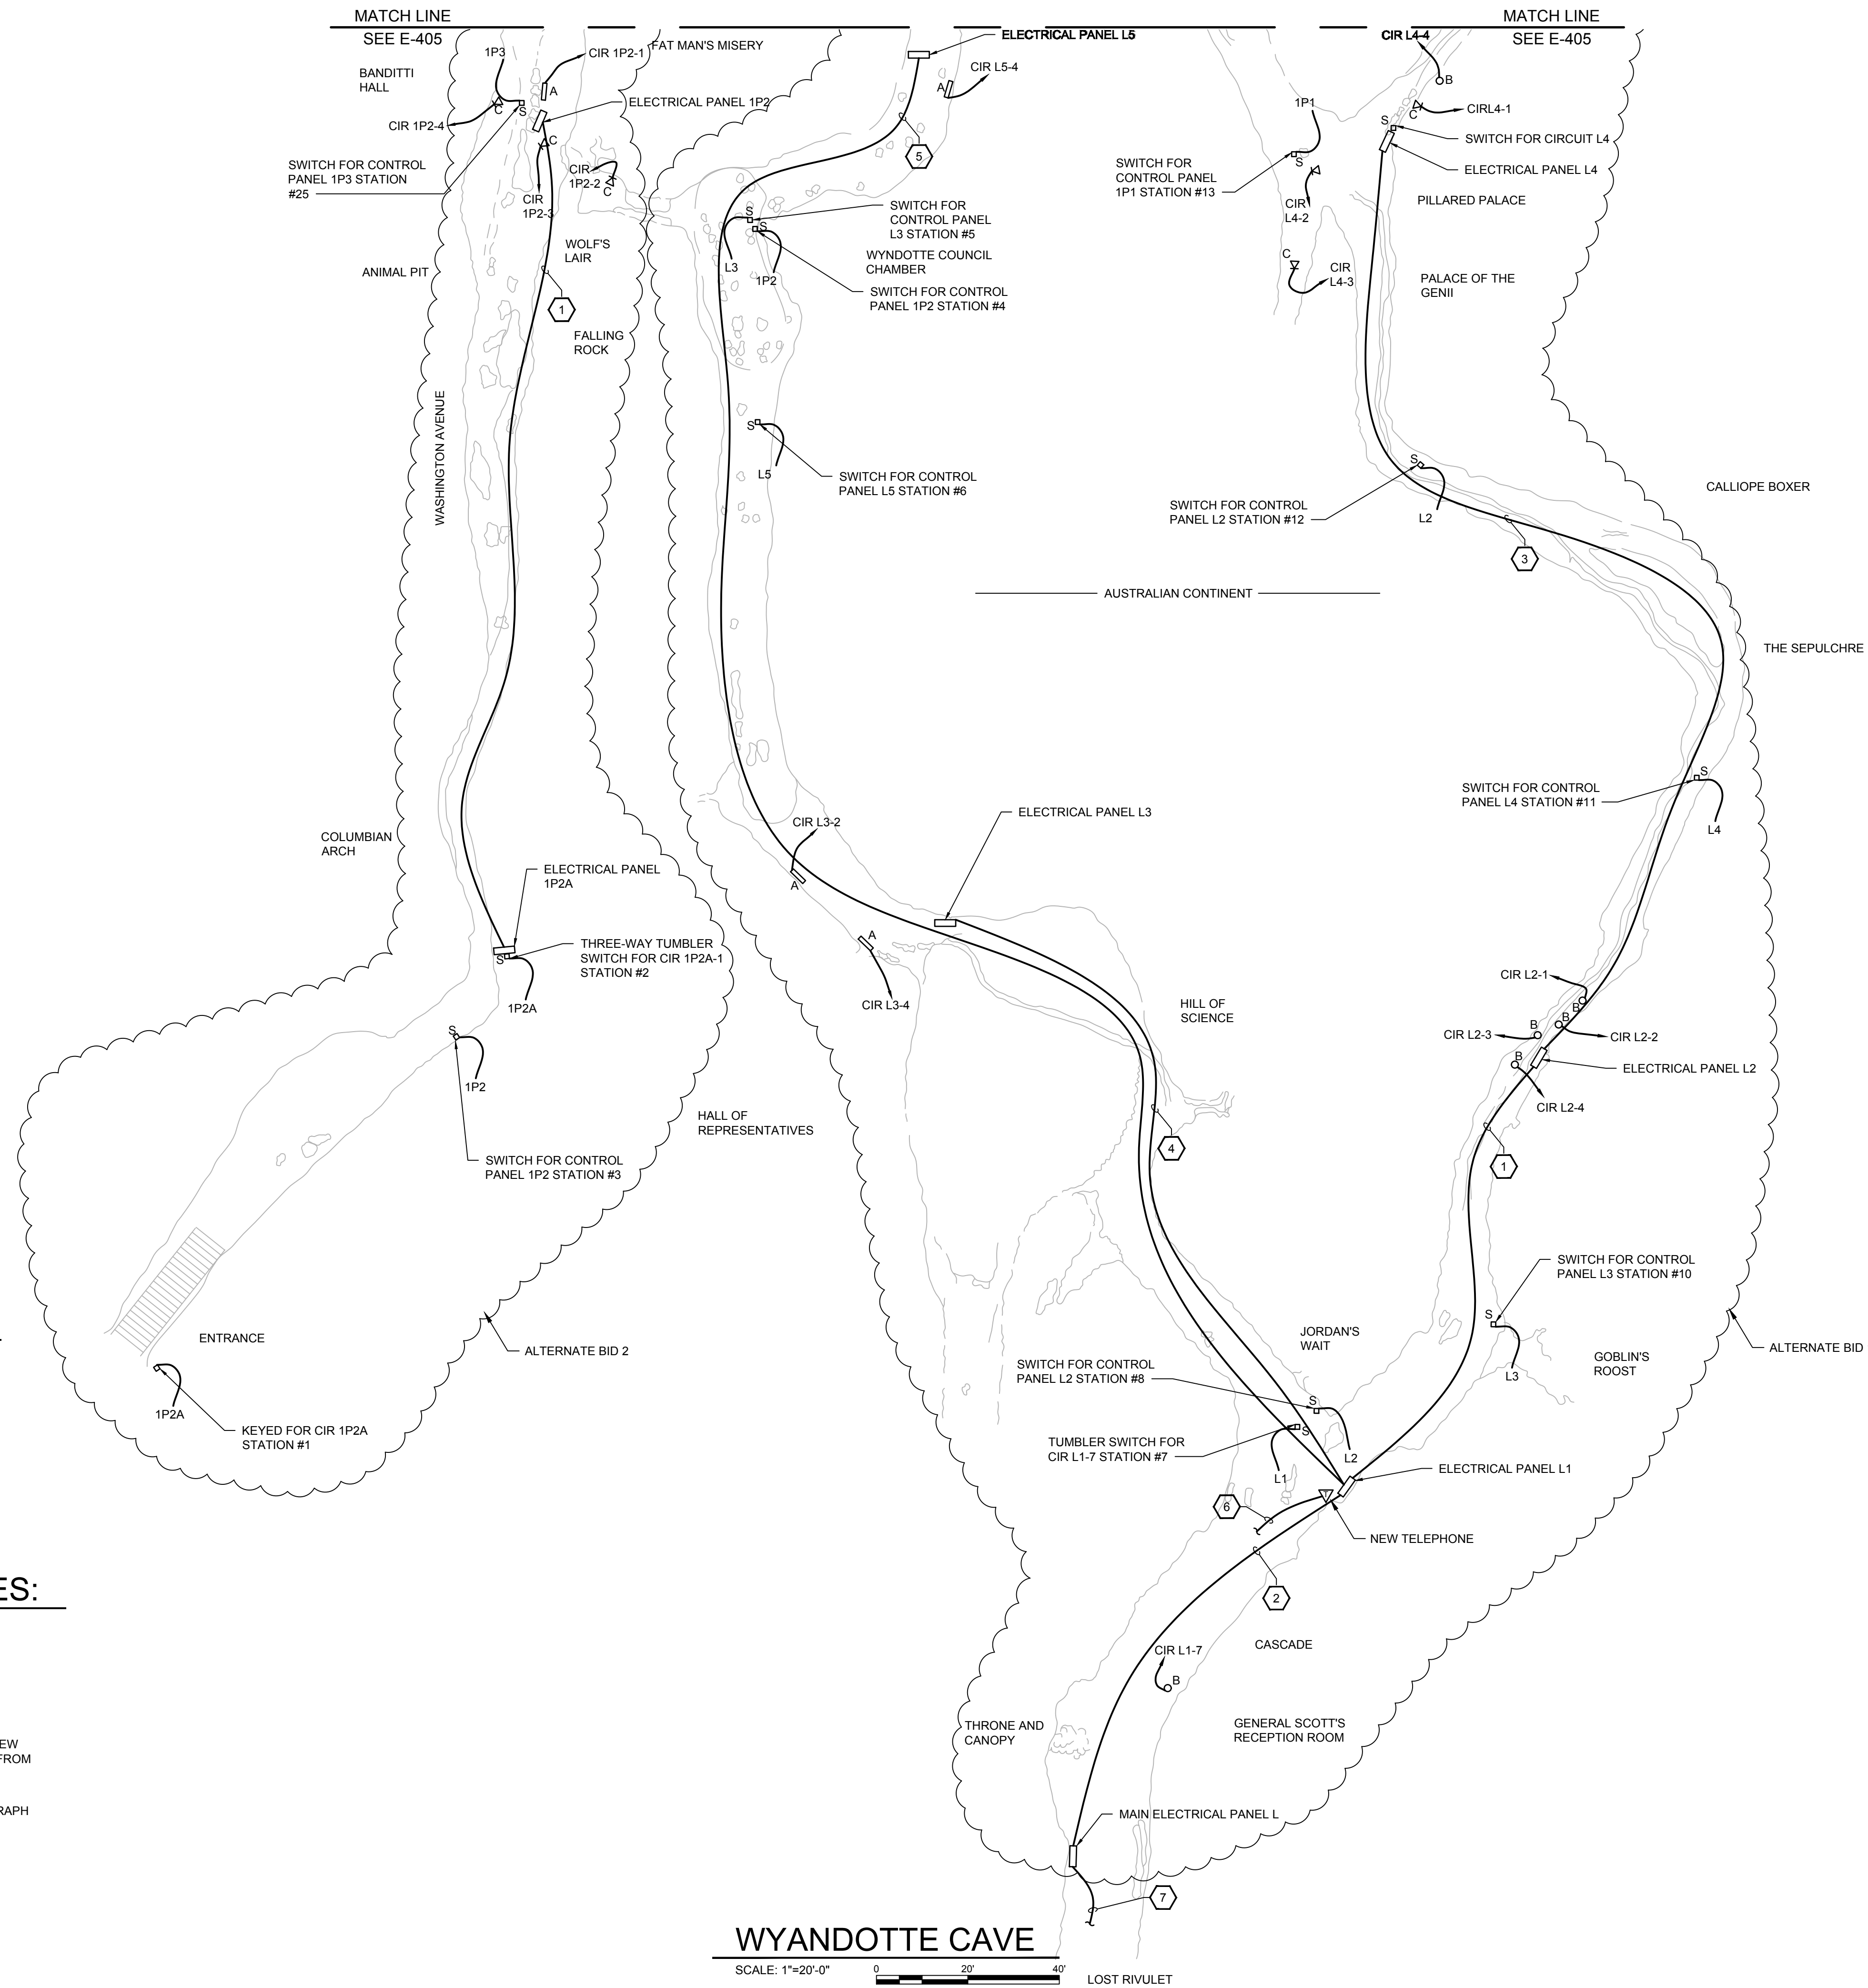 MATCH LINE
SEE E-405
MATCH LINE
SEE E-405
1P3
CIR 1P2-1
FAT MAN'S MISERY
ELECTRICAL PANEL L5
CIR L4-4
BANDITTI
HALL
A
CIR L5-4
A
B
ELECTRICAL PANEL 1P2
C
S
CIR 1P2-4
1P1
C
CIRL4-1
S
SWITCH FOR CIRCUIT L4
C
5
S
SWITCH FOR CONTROL
PANEL 1P3 STATION
#25
CIR
1P2-2
C
CIR
1P2-3
SWITCH FOR
CONTROL PANEL
1P1 STATION #13
ELECTRICAL PANEL L4
CIR
L4-2
PILLARED PALACE
S
S
SWITCH FOR
CONTROL PANEL
L3 STATION #5
WOLF'S
LAIR
L3
1P2
WYNDOTTE COUNCIL
CHAMBER
C
CIR
L4-3
ANIMAL PIT
SWITCH FOR CONTROL
PANEL 1P2 STATION #4
PALACE OF THE
GENII
1
FALLING
ROCK
WASHINGTON AVENUE
S
L5
SWITCH FOR CONTROL
PANEL L5 STATION #6
S
L2
SWITCH FOR CONTROL
PANEL L2 STATION #12
CALLIOPE BOXER
3
AUSTRALIAN CONTINENT
THE SEPULCHRE
S
SWITCH FOR CONTROL
PANEL L4 STATION #11
L4
CIR L3-2
ELECTRICAL PANEL L3
COLUMBIAN
ARCH
ELECTRICAL PANEL
1P2A
A
A
THREE-WAY TUMBLER
SWITCH FOR CIR 1P2A-1
STATION #2
S
1P2A
CIR L3-4
HILL OF
SCIENCE
CIR L2-1
B
B
B
CIR L2-3
CIR L2-2
B
ELECTRICAL PANEL L2
CIR L2-4
S
1P2
HALL OF
REPRESENTATIVES
4
1
SWITCH FOR CONTROL
PANEL 1P2 STATION #3
SWITCH FOR CONTROL
PANEL L3 STATION #10
S
L3
ENTRANCE
ALTERNATE BID 2
JORDAN'S
WAIT
GOBLIN'S
ROOST
ALTERNATE BID
SWITCH FOR CONTROL
PANEL L2 STATION #8
S
1P2A
KEYED FOR CIR 1P2A
STATION #1
TUMBLER SWITCH FOR
CIR L1-7 STATION #7
S
L1
L2
ELECTRICAL PANEL L1
6
T
NEW TELEPHONE
2
ES:
CASCADE
CIR L1-7
B
THRONE AND
CANOPY
GENERAL SCOTT'S
RECEPTION ROOM
EW
FROM
RAPH
MAIN ELECTRICAL PANEL L
7
WYANDOTTE CAVE
SCALE: 1"=20'-0"
0 20' 40'
LOST RIVULET